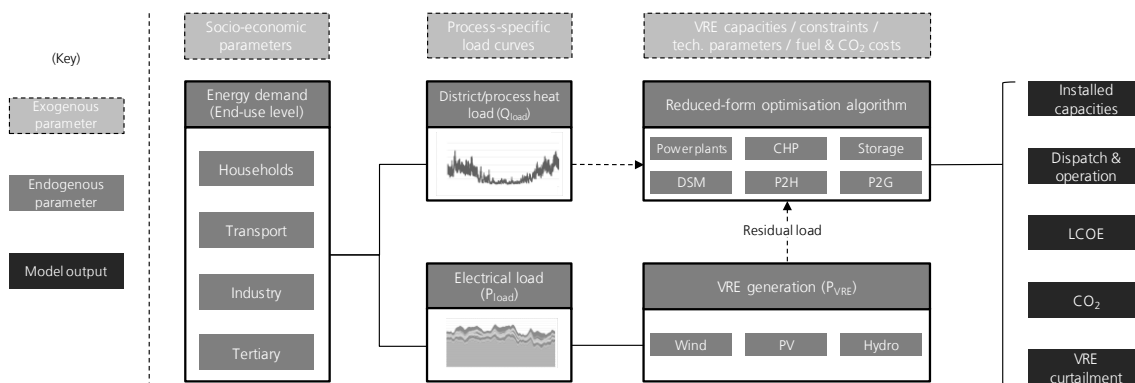 (Key)
Exogenous
parameter
Endogenous
parameter
Model output
Socio-economic
parameters
Process-specific
load curves
VRE capacities / constraints /
tech. parameters / fuel & CO2 costs
Energy demand
(End-use level)
Households
Transport
Industry
Tertiary
District/process heat
load (Qload)
Electrical load
(Pload)
Reduced-form optimisation algorithm
Power plants
CHP
Storage
DSM
P2H
P2G
Residual load
VRE generation (PVRE)
Wind
PV
Hydro
Installed
capacities
Dispatch &
operation
LCOE
CO2
VRE
curtailment